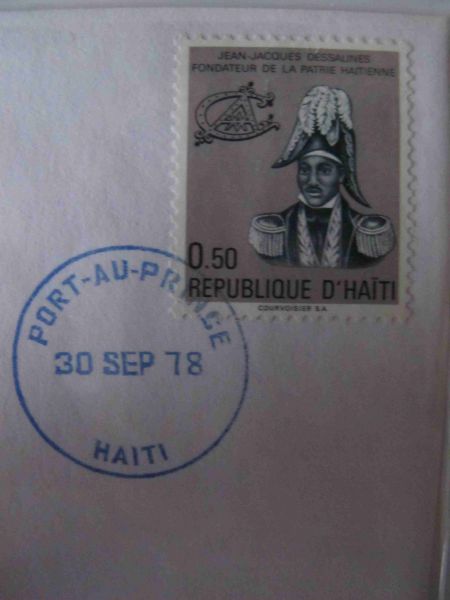 JEAN-JACQUES DESSALINES
FONDATEUR DE LA PATRIE HAITIENNE
0.50
REPUBLIQUE D'HAÏTI
COURVOISIER S.A.
PORT-AU-PRINCE
30 SEP 78
HAITI